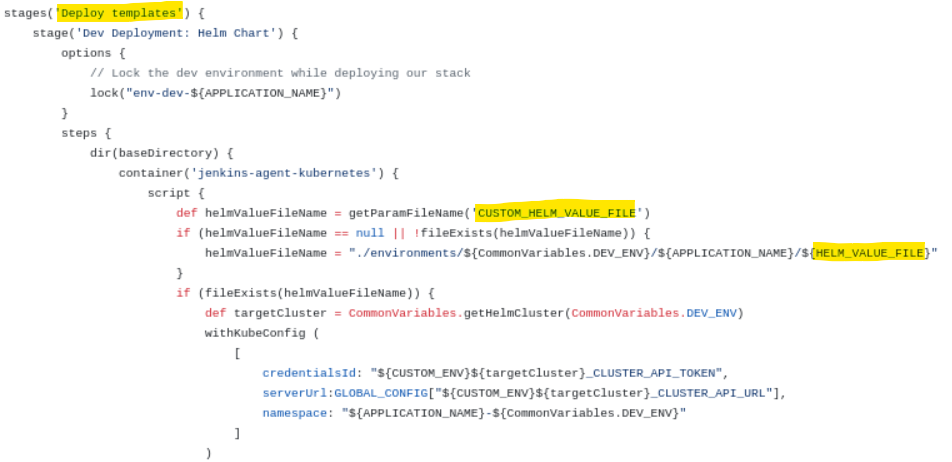 stages('Deploy templates') {
stage('Dev Deployment: Helm Chart') {
options {
// Lock the dev environment while deploying our stack
lock("env-dev-${APPLICATION_NAME}")
}
steps {
dir(baseDirectory) {
container('jenkins-agent-kubernetes') {
script {
def helmValueFileName = getParamFileName('CUSTOM_HELM_VALUE_FILE')
if (helmValueFileName == null || !fileExists(helmValueFileName)) {
helmValueFileName = "./environments/${CommonVariables.DEV_ENV}/${APPLICATION_NAME}/${HELM_VALUE_FILE}"
}
if (fileExists(helmValueFileName)) {
def targetCluster = CommonVariables.getHelmCluster(CommonVariables.DEV_ENV)
withKubeConfig (
[
credentialsId: "${CUSTOM_ENV}${targetCluster}_CLUSTER_API_TOKEN",
serverUrl:GLOBAL_CONFIG["${CUSTOM_ENV}${targetCluster}_CLUSTER_API_URL"],
namespace: "${APPLICATION_NAME}-${CommonVariables.DEV_ENV}"
]
)